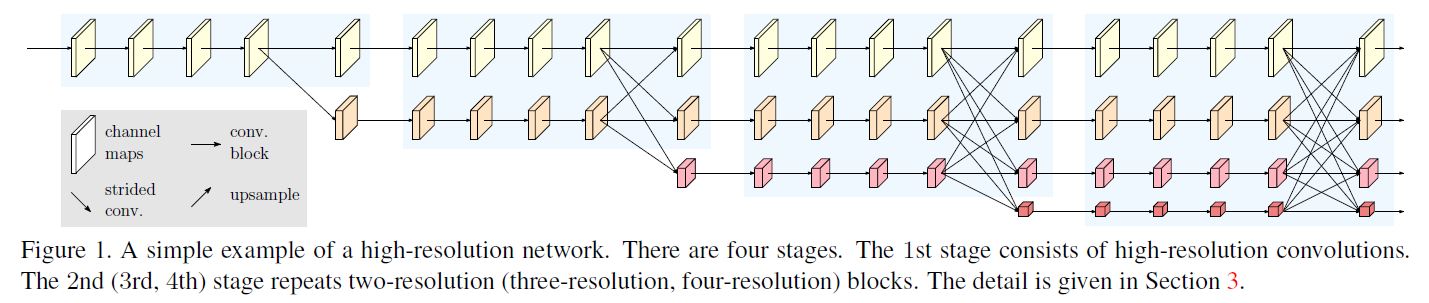 channel
maps
conv.
block
strided
conv.
upsample
Figure 1. A simple example of a high-resolution network. There are four stages. The 1st stage consists of high-resolution convolutions.
The 2nd (3rd, 4th) stage repeats two-resolution (three-resolution, four-resolution) blocks. The detail is given in Section 3.